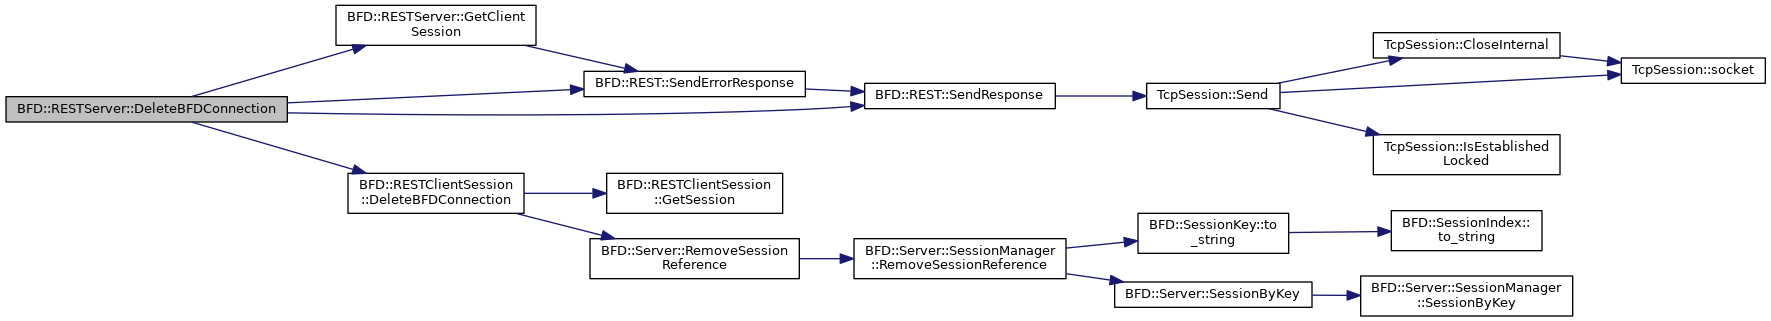 BFD::RESTServer::DeleteBFDConnection
BFD::RESTServer::GetClient
Session
BFD::REST::SendErrorResponse
BFD::REST::SendResponse
TcpSession::Send
TcpSession::CloseInternal
TcpSession::socket
TcpSession::IsEstablished
Locked
BFD::RESTClientSession
::DeleteBFDConnection
BFD::RESTClientSession
::GetSession
BFD::Server::RemoveSession
Reference
BFD::Server::SessionManager
::RemoveSessionReference
BFD::SessionKey::to
_string
BFD::SessionIndex::
to_string
BFD::Server::SessionByKey
BFD::Server::SessionManager
::SessionByKey